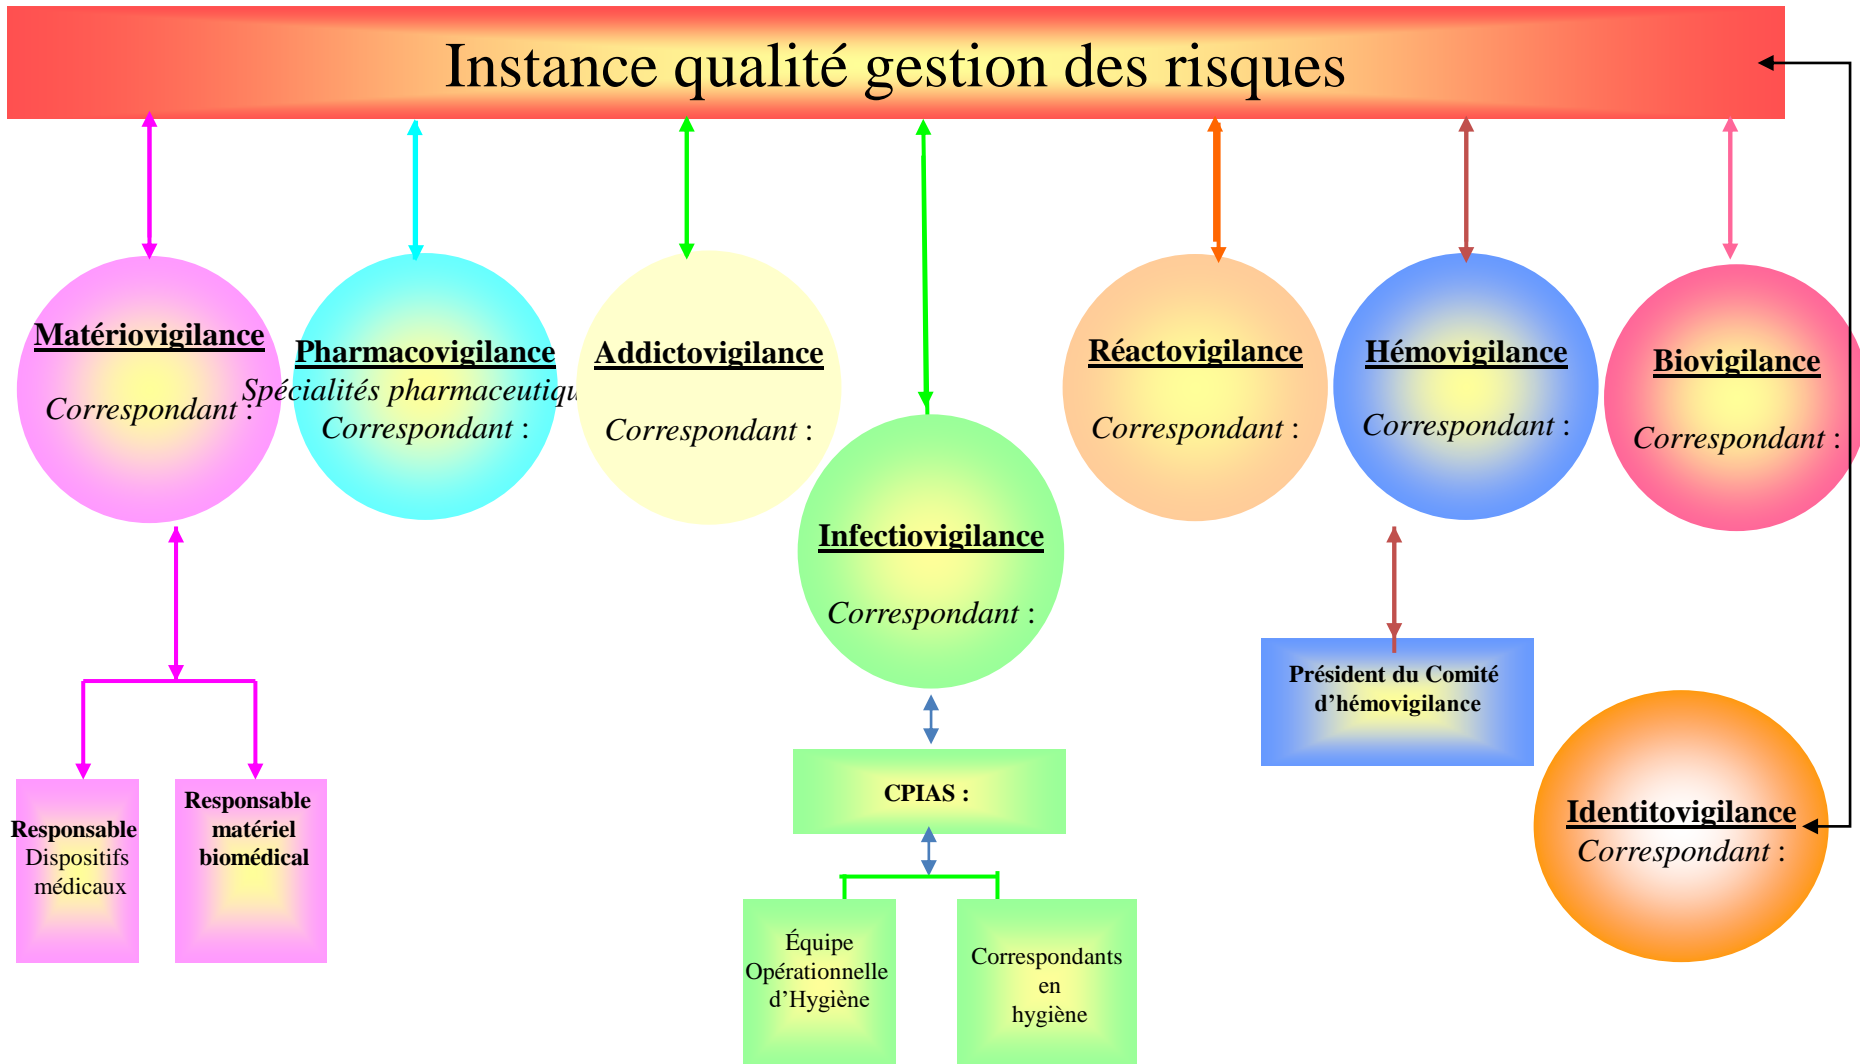 Instance qualité gestion des risques
Matériovigilance
Correspondant :
Pharmacovigilance
Spécialités pharmaceutiqu
Correspondant :
Addictovigilance
Correspondant :
Infectiovigilance
Correspondant :
Réactovigilance
Correspondant :
Hémovigilance
Correspondant :
Biovigilance
Correspondant :
Président du Comité
d’hémovigilance
Identitovigilance
Correspondant :
Responsable
Dispositifs
médicaux
Responsable
matériel
biomédical
CPIAS :
Équipe
Opérationnelle
d’Hygiène
Correspondants
en
hygiène